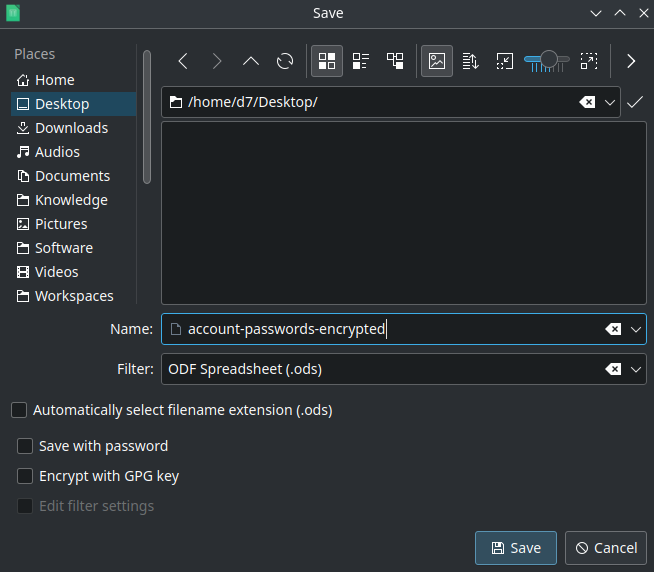 Save
Places
Home
Desktop
Downloads
Audios
Documents
Knowledge
Pictures
Software
Videos
Workspaces
/home/d7/Desktop/
Name: account-passwords-encrypted
Filter: ODF Spreadsheet (.ods)
Automatically select filename extension (.ods)
Save with password
Encrypt with GPG key
Edit filter settings
Save Cancel